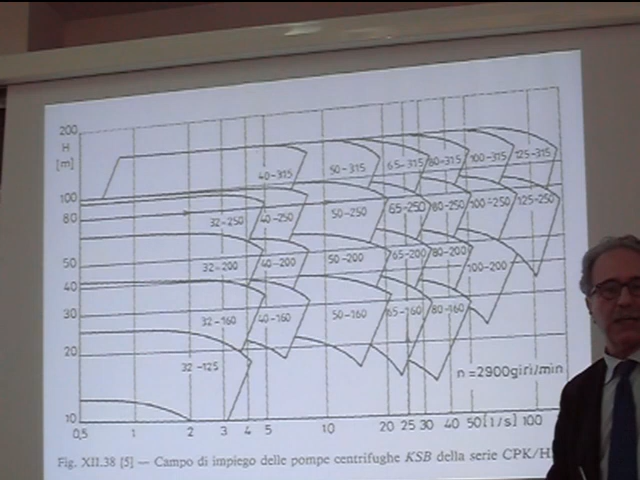 200
H
[m]
40-315 50-315 65-315 80-315 100-315 125-315
100
80
32-250 40-250 50-250 65-250 80-250 100-250 125-250
50
32-200 40-200 50-200 65-200 80-200 100-200
40
30
32-160 40-160 50-160 65-160 80-160
20
32-125
n=2900giri/min
10
0,5 1 2 3 4 5 10 20 25 30 40 50[l/s] 100
Fig. XII.38 [5] — Campo di impiego delle pompe centrifughe KSB della serie CPK/H